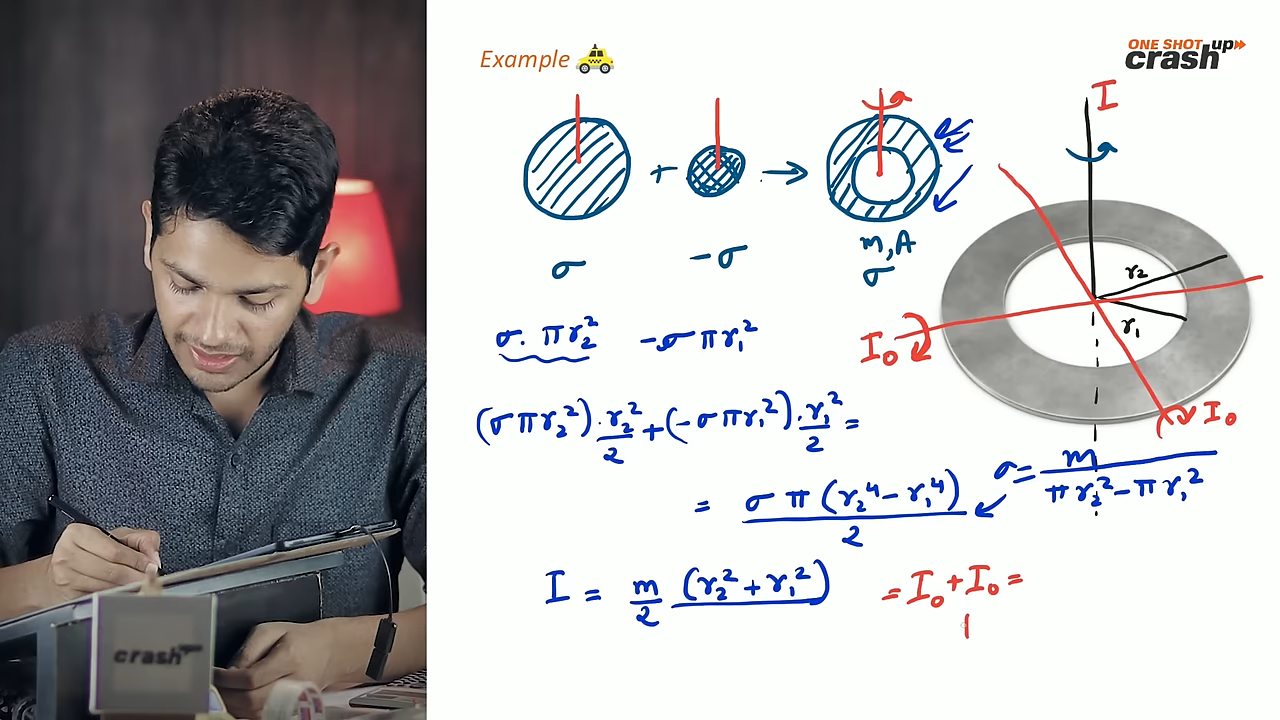 Example
ONE SHOT
crash up
I
σ
-σ
m, A
σ
r₂
r₁
I₀
I₀
σ. πr₂²
-σπr₁²
(σπr₂²).r₂²/2+(-σπr₁²).r₁²/2=
= σπ(r₂⁴-r₁⁴)/2
σ=m/πr₂²-πr₁²
I = m/2 (r₂²+r₁²)
=I₀+I₀=
crash up